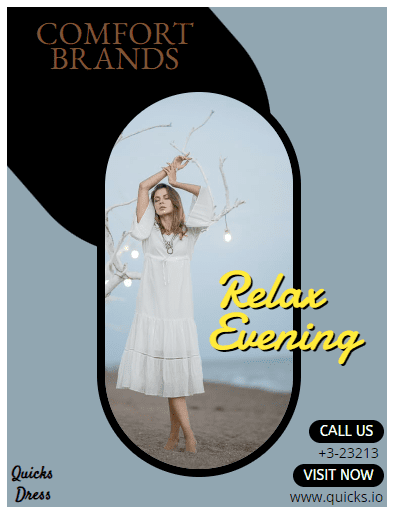 COMFORT
BRANDS
Relax
Evening
CALL US
+3-23213
VISIT NOW
www.quicks.io
Quicks
Dress